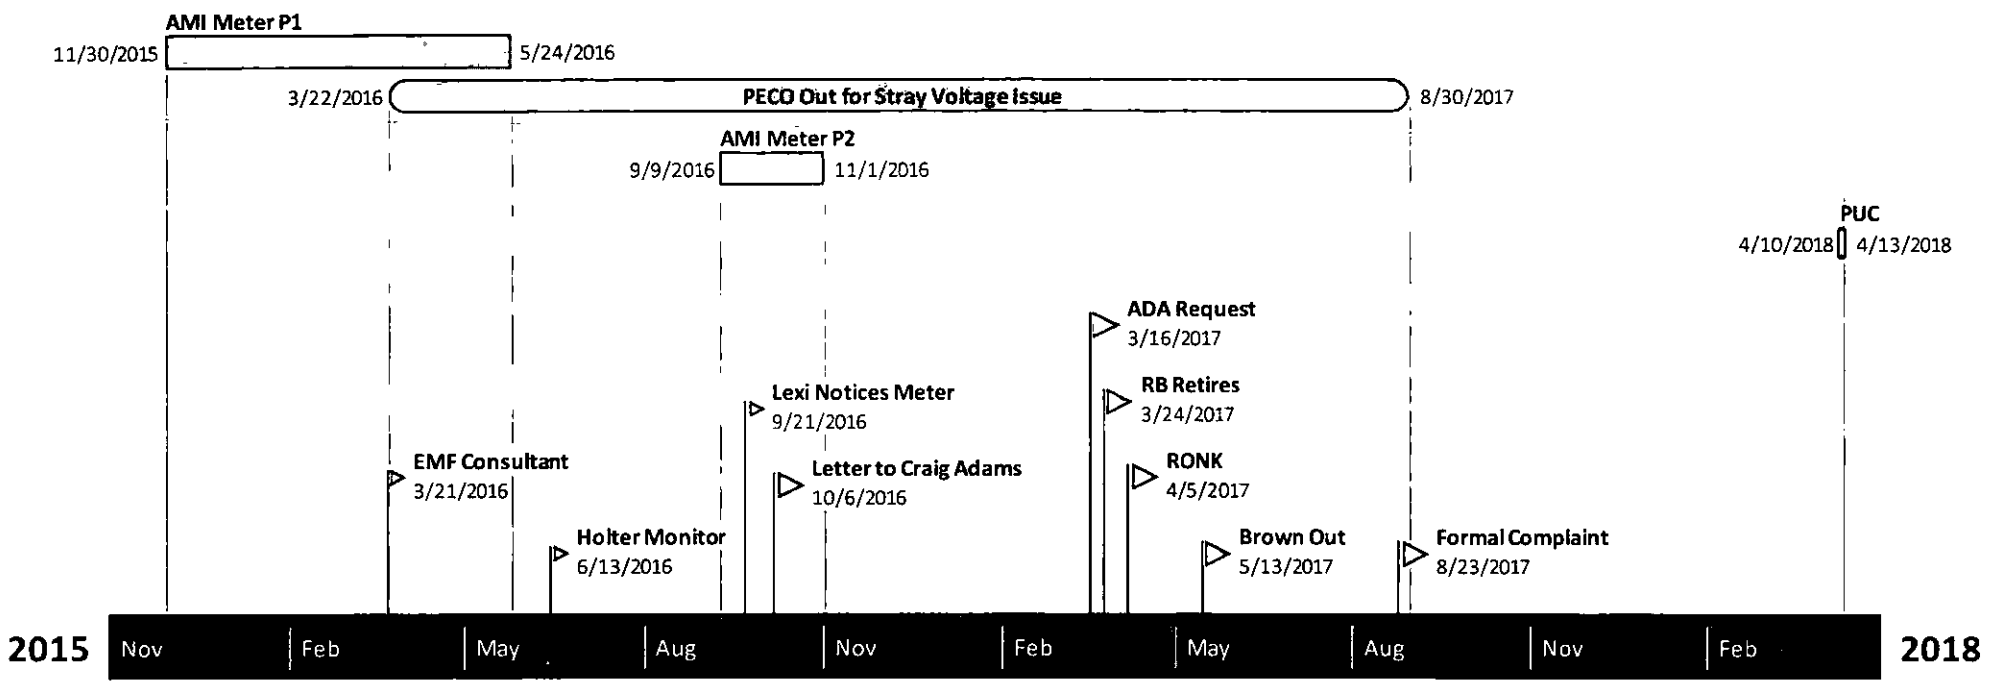 AMI Meter P1
11/30/2015 5/24/2016
3/22/2016 PECO Out for Stray Voltage Issue 8/30/2017
AMI Meter P2
9/9/2016 11/1/2016
PUC
4/10/2018 4/13/2018
ADA Request
3/16/2017
Lexi Notices Meter
9/21/2016
RB Retires
3/24/2017
EMF Consultant
3/21/2016
Letter to Craig Adams
10/6/2016
RONK
4/5/2017
Holter Monitor
6/13/2016
Brown Out
5/13/2017
Formal Complaint
8/23/2017
2015 Nov Feb May Aug Nov Feb May Aug Nov Feb 2018